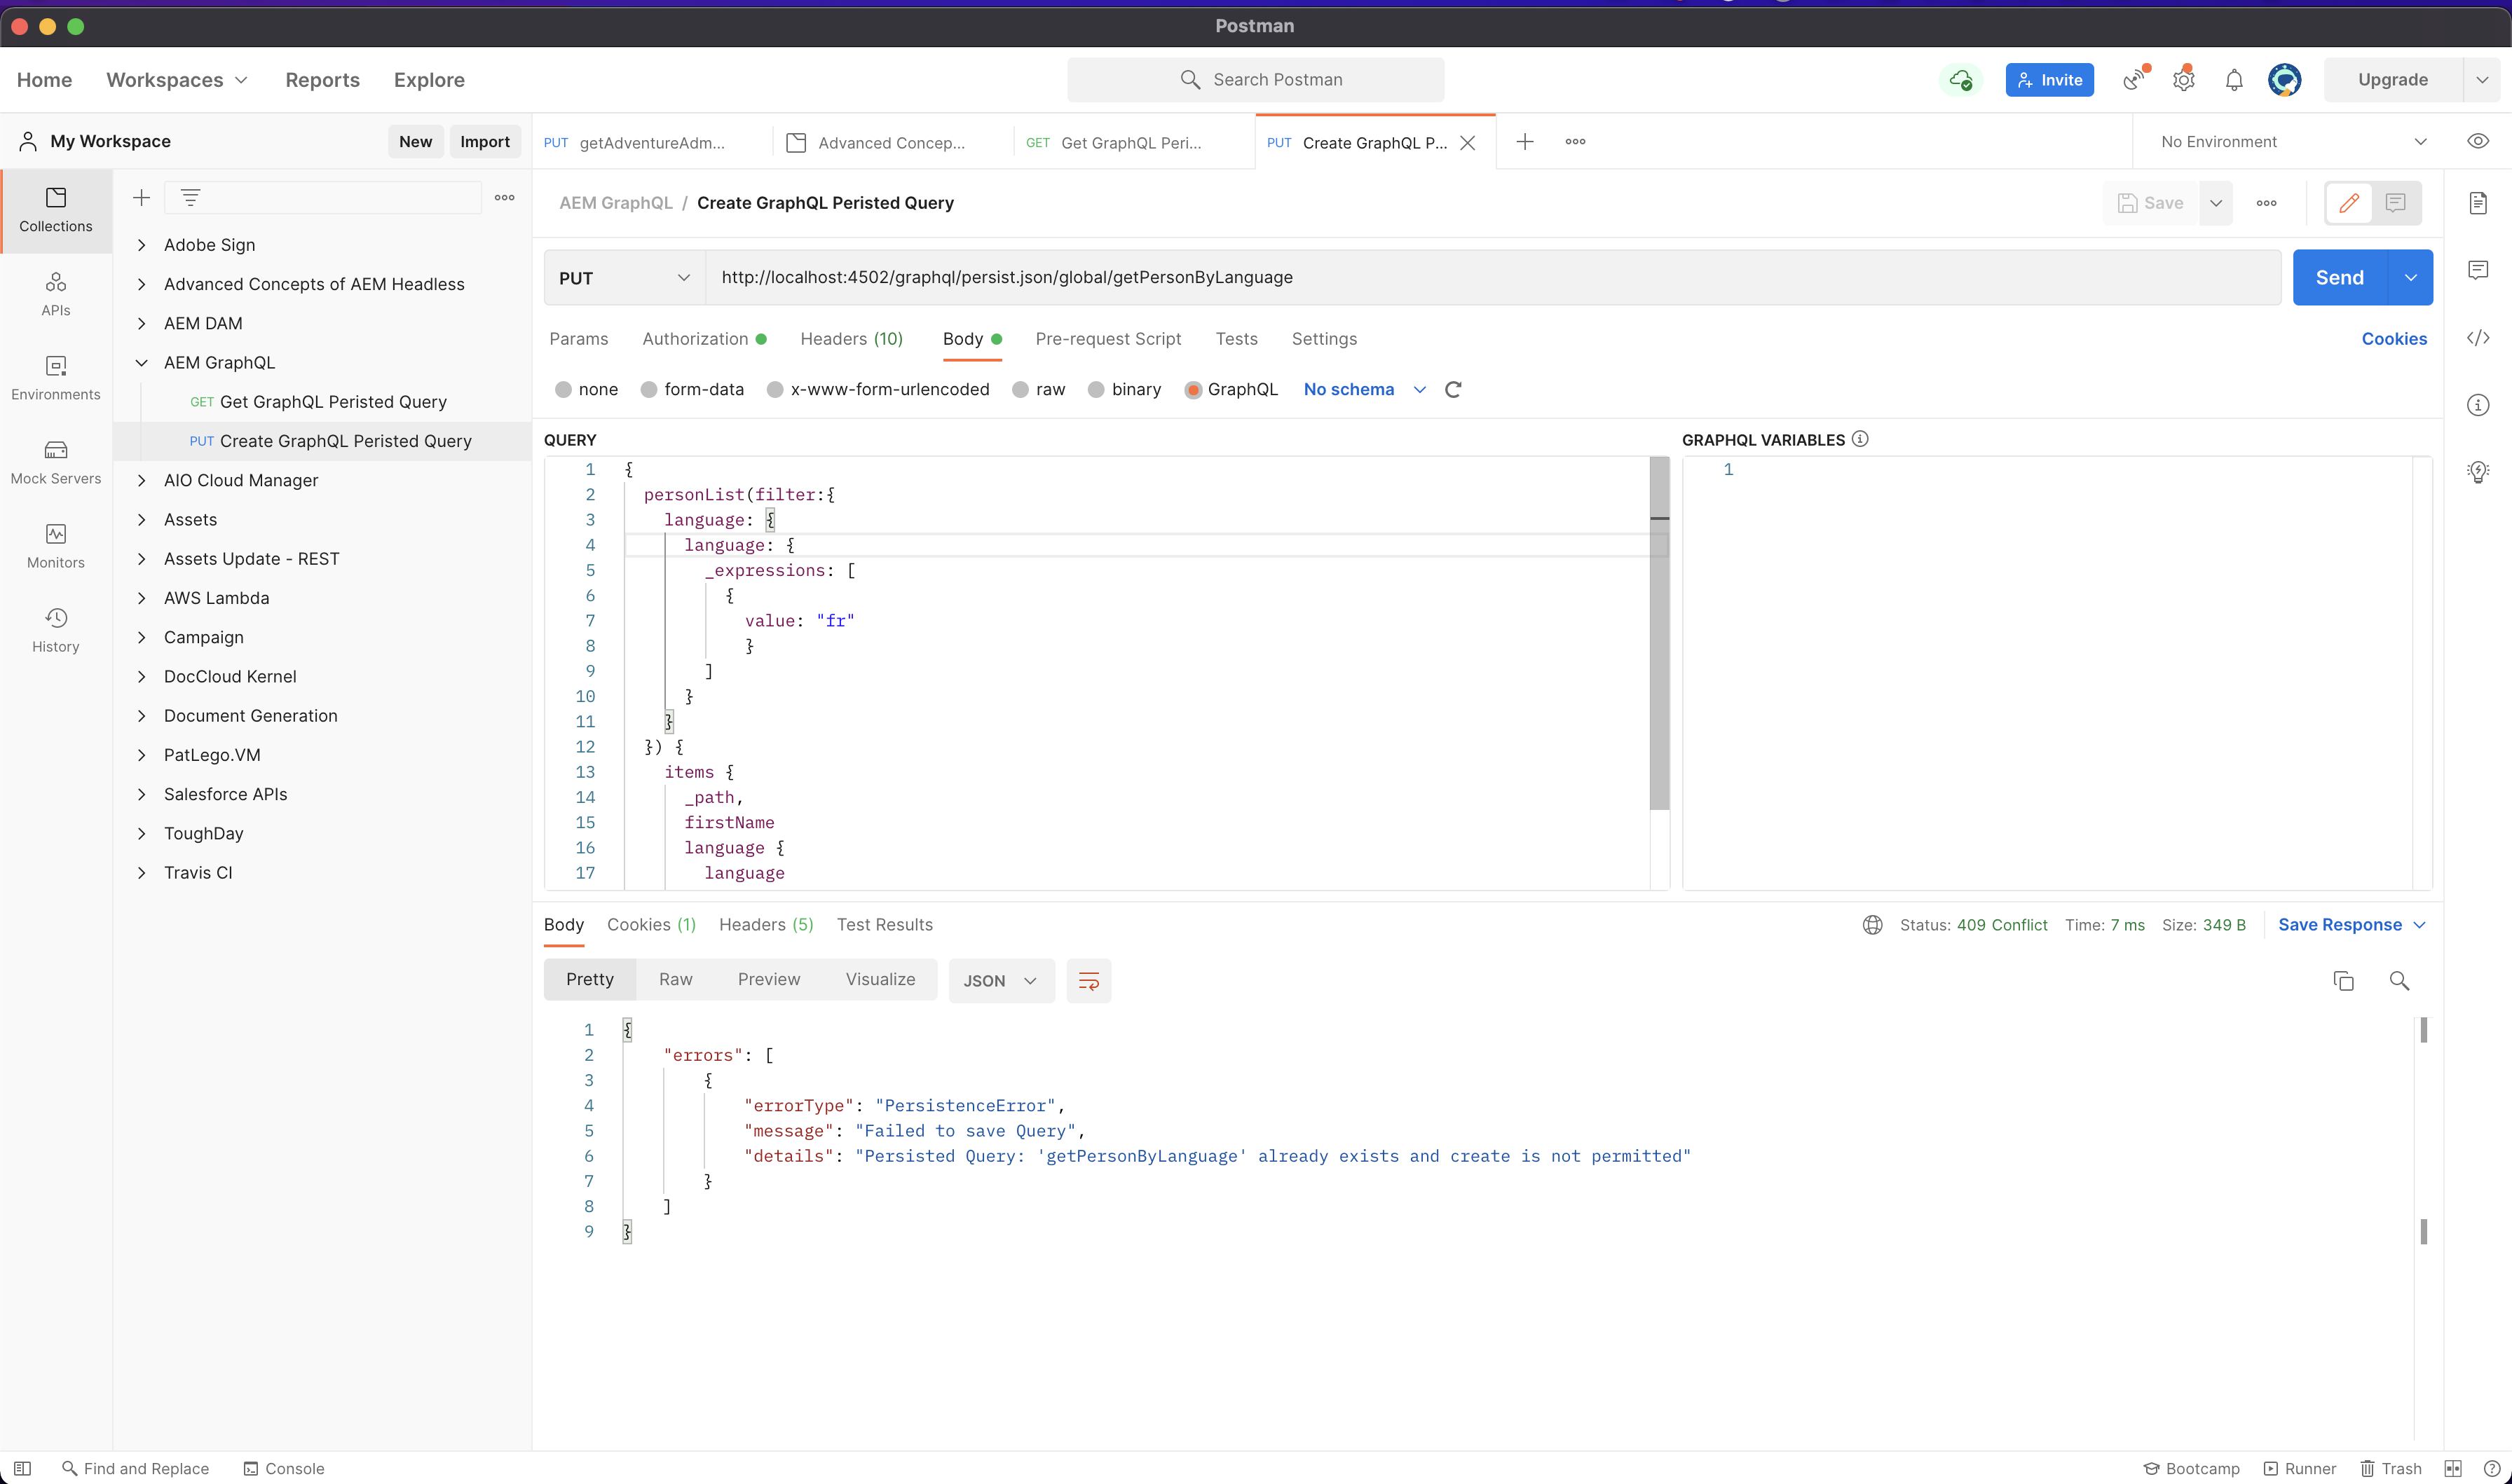 Postman
Home Workspaces Reports Explore
Search Postman
Invite
Upgrade
My Workspace
New Import
PUT getAdventureAdm...
Advanced Concep...
GET Get GraphQL Peri...
PUT Create GraphQL P...
No Environment
Collections
APIs
Environments
Mock Servers
Monitors
History
Adobe Sign
Advanced Concepts of AEM Headless
AEM DAM
AEM GraphQL
GET Get GraphQL Peristed Query
PUT Create GraphQL Peristed Query
AIO Cloud Manager
Assets
Assets Update - REST
AWS Lambda
Campaign
DocCloud Kernel
Document Generation
PatLego.VM
Salesforce APIs
ToughDay
Travis CI
AEM GraphQL / Create GraphQL Peristed Query
Save
PUT
http://localhost:4502/graphql/persist.json/global/getPersonByLanguage
Send
Params Authorization Headers (10) Body Pre-request Script Tests Settings
Cookies
none form-data x-www-form-urlencoded raw binary GraphQL No schema
QUERY
1 {
2 personList(filter:{
3 language: {
4 language: {
5 _expressions: [
6 {
7 value: "fr"
8 }
9 ]
10 }
11 }
12 }) {
13 items {
14 _path,
15 firstName
16 language {
17 language
GRAPHQL VARIABLES
1
Body Cookies (1) Headers (5) Test Results
Status: 409 Conflict Time: 7 ms Size: 349 B
Save Response
Pretty Raw Preview Visualize JSON
1 {
2 "errors": [
3 {
4 "errorType": "PersistenceError",
5 "message": "Failed to save Query",
6 "details": "Persisted Query: 'getPersonByLanguage' already exists and create is not permitted"
7 }
8 ]
9 }
Find and Replace Console
Bootcamp Runner Trash